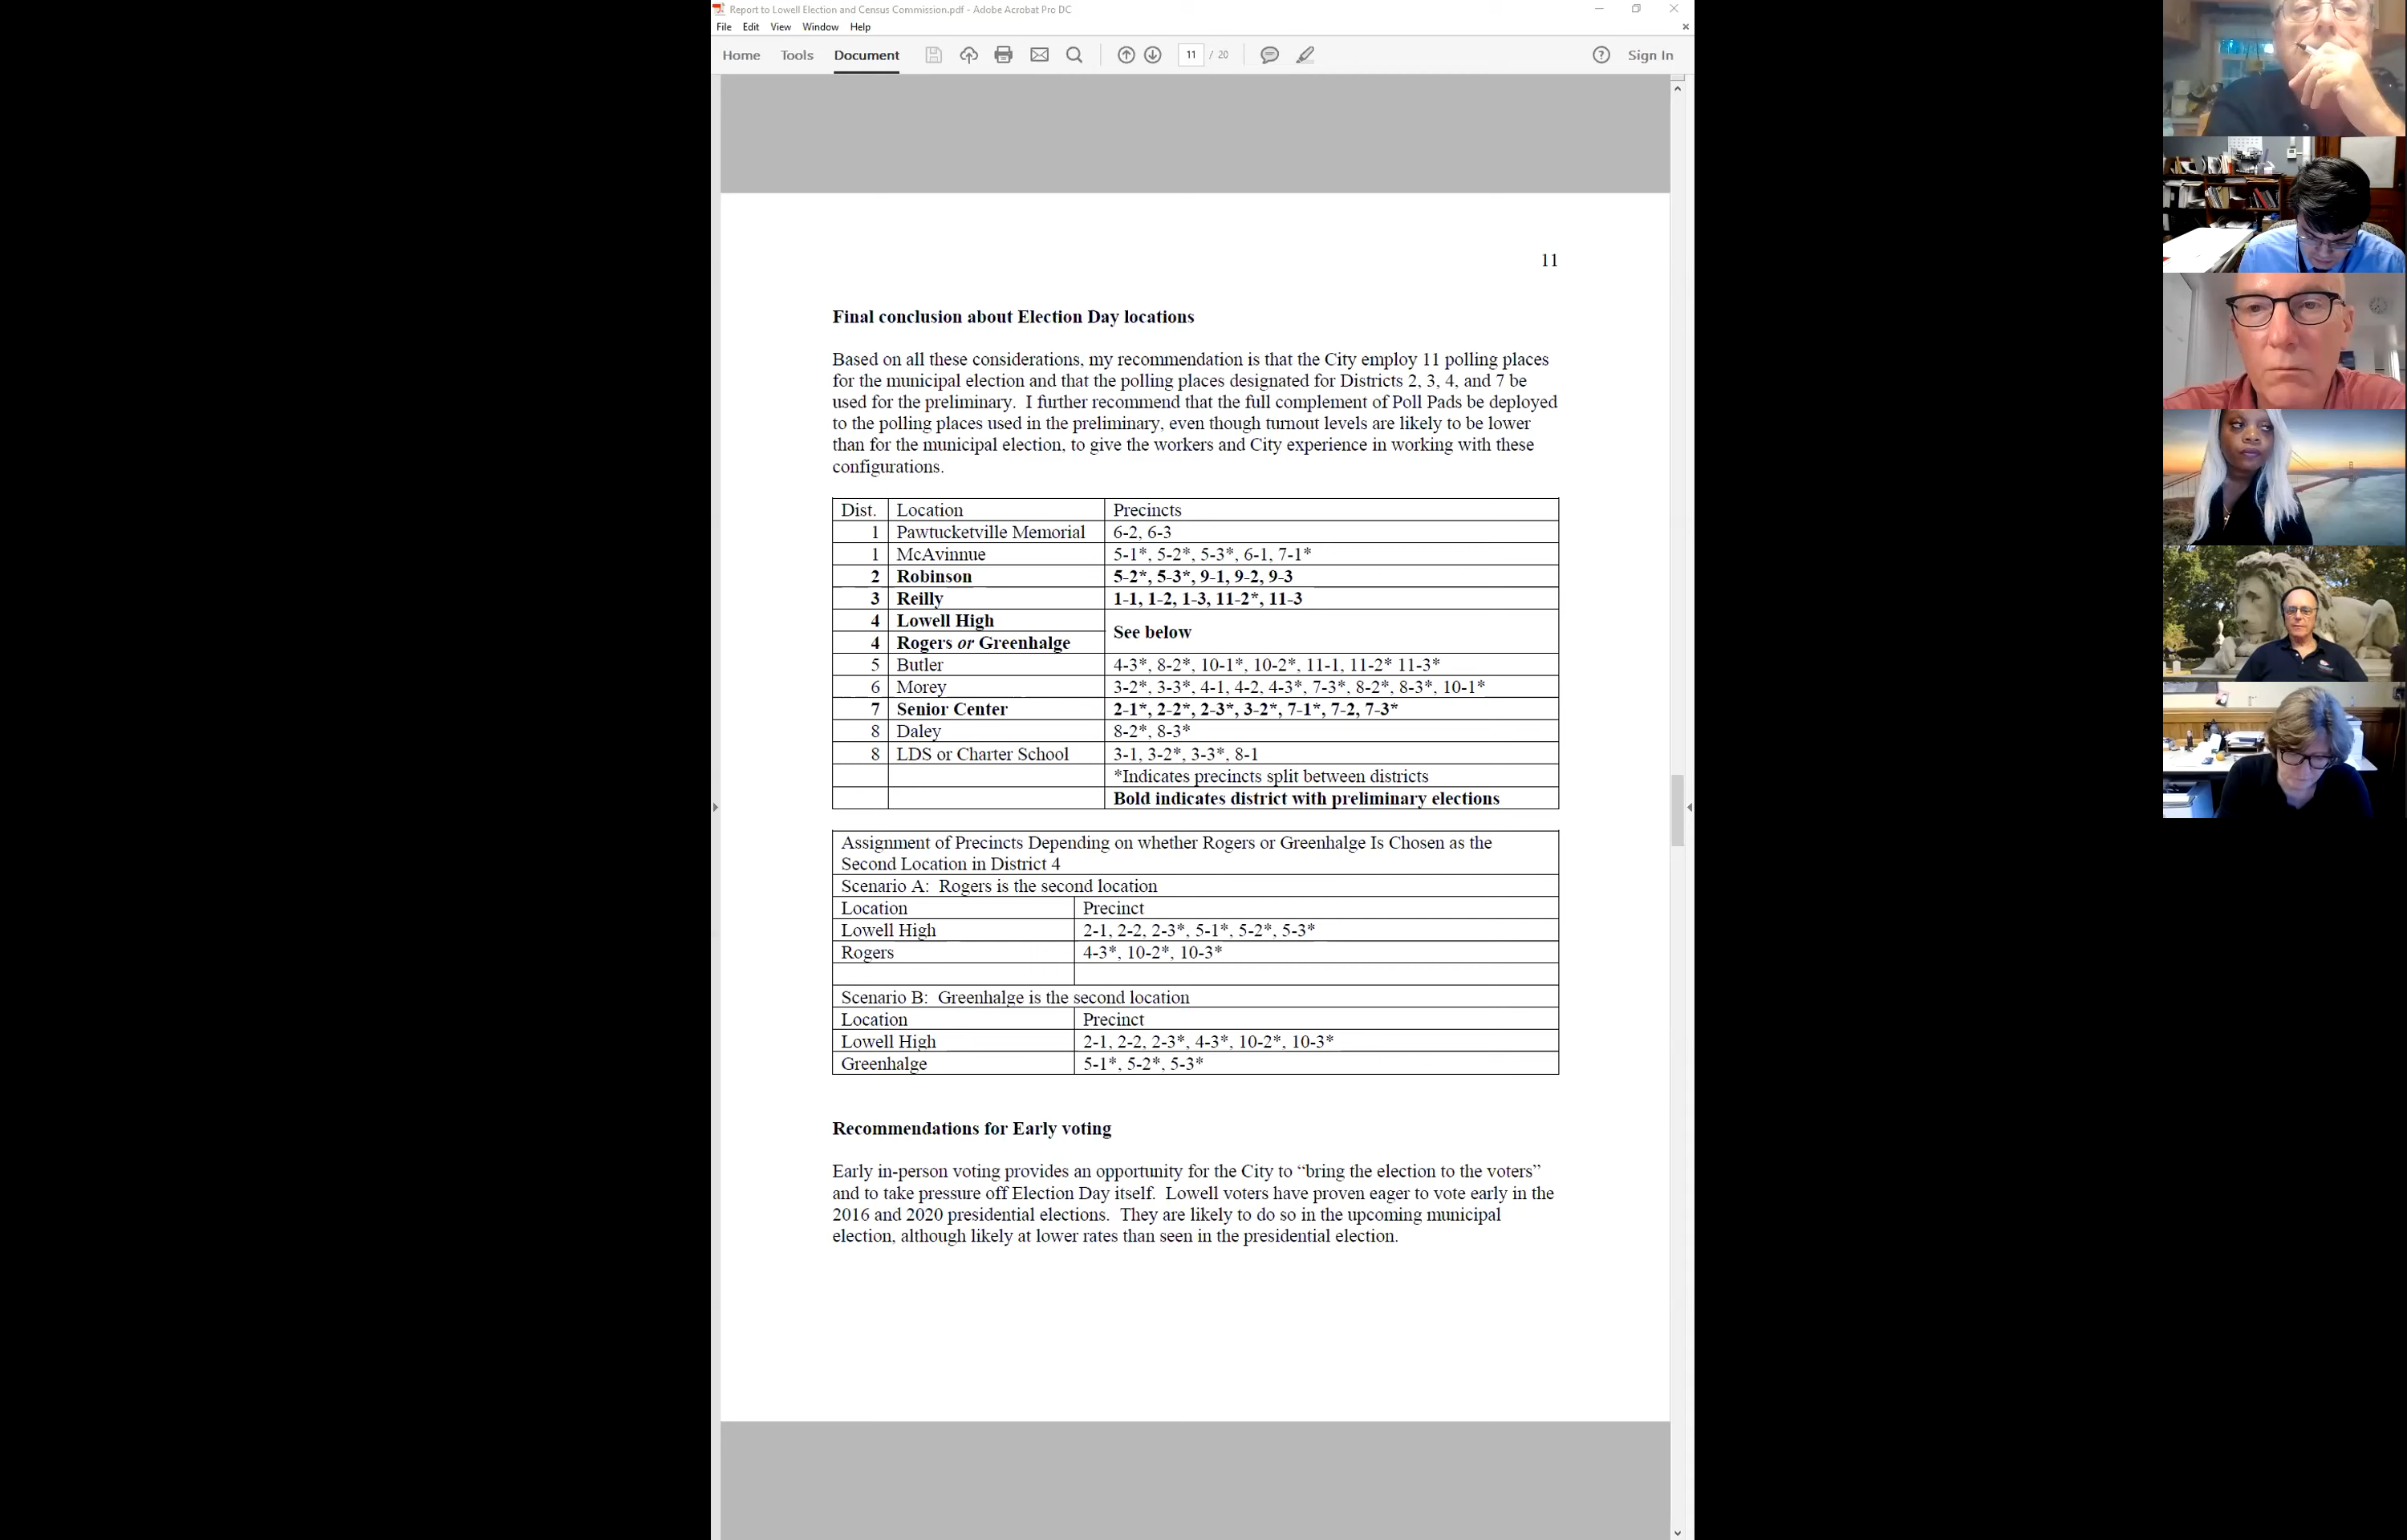 Report to Lowell Election and Census Commission.pdf - Adobe Acrobat Pro DC
File Edit View Window Help
Home Tools Document 11 / 20 Sign In
11
Final conclusion about Election Day locations
Based on all these considerations, my recommendation is that the City employ 11 polling places
for the municipal election and that the polling places designated for Districts 2, 3, 4, and 7 be
used for the preliminary. I further recommend that the full complement of Poll Pads be deployed
to the polling places used in the preliminary, even though turnout levels are likely to be lower
than for the municipal election, to give the workers and City experience in working with these
configurations.
Dist. Location Precincts
1 Pawtucketville Memorial 6-2, 6-3
1 McAvinnue 5-1*, 5-2*, 5-3*, 6-1, 7-1*
2 Robinson 5-2*, 5-3*, 9-1, 9-2, 9-3
3 Reilly 1-1, 1-2, 1-3, 11-2*, 11-3
4 Lowell High See below
4 Rogers or Greenhalge
5 Butler 4-3*, 8-2*, 10-1*, 10-2*, 11-1, 11-2* 11-3*
6 Morey 3-2*, 3-3*, 4-1, 4-2, 4-3*, 7-3*, 8-2*, 8-3*, 10-1*
7 Senior Center 2-1*, 2-2*, 2-3*, 3-2*, 7-1*, 7-2, 7-3*
8 Daley 8-2*, 8-3*
8 LDS or Charter School 3-1, 3-2*, 3-3*, 8-1
*Indicates precincts split between districts
Bold indicates district with preliminary elections
Assignment of Precincts Depending on whether Rogers or Greenhalge Is Chosen as the
Second Location in District 4
Scenario A: Rogers is the second location
Location Precinct
Lowell High 2-1, 2-2, 2-3*, 5-1*, 5-2*, 5-3*
Rogers 4-3*, 10-2*, 10-3*
Scenario B: Greenhalge is the second location
Location Precinct
Lowell High 2-1, 2-2, 2-3*, 4-3*, 10-2*, 10-3*
Greenhalge 5-1*, 5-2*, 5-3*
Recommendations for Early voting
Early in-person voting provides an opportunity for the City to “bring the election to the voters”
and to take pressure off Election Day itself. Lowell voters have proven eager to vote early in the
2016 and 2020 presidential elections. They are likely to do so in the upcoming municipal
election, although likely at lower rates than seen in the presidential election.